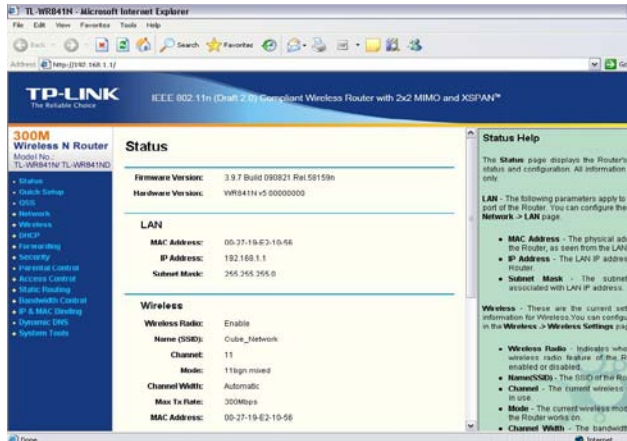 TL-WR841N - Microsoft Internet Explorer
File Edit View Favorites Tools Help
Back Search Favorites
Address http://192.168.1.1/ Go
TP-LINK
The Reliable Choice
IEEE 802.11n (Draft 2.0) Compliant Wireless Router with 2x2 MIMO and XSPAN™
300M
Wireless N Router
Model No.:
TL-WR841N/ TL-WR841ND
Status
Quick Setup
QSS
Network
Wireless
DHCP
Forwarding
Security
Parental Control
Access Control
Static Routing
Bandwidth Control
IP & MAC Binding
Dynamic DNS
System Tools
Status
Firmware Version: 3.9.7 Build 090821 Rel.58159n
Hardware Version: WR841N v5 00000000
LAN
MAC Address: 00-27-19-E2-10-56
IP Address: 192.168.1.1
Subnet Mask: 255.255.255.0
Wireless
Wireless Radio: Enable
Name (SSID): Cube_Network
Channel: 11
Mode: 11bgn mixed
Channel Width: Automatic
Max Tx Rate: 300Mbps
MAC Address: 00-27-19-E2-10-56
Status Help
The Status page displays the Router's
status and configuration. All information
only.
LAN - The following parameters apply to
port of the Router. You can configure the
Network -> LAN page.
MAC Address - The physical ad
the Router, as seen from the LAN
IP Address - The LAN IP addres
Router.
Subnet Mask - The subnet
associated with LAN IP address.
Wireless - These are the current set
information for Wireless. You can configu
in the Wireless -> Wireless Settings pag
Wireless Radio - Indicates whe
wireless radio feature of the R
enabled or disabled.
Name(SSID) - The SSID of the Ro
Channel - The current wireless
in use.
Mode - The current wireless mod
the Router works on.
Channel Width - The bandwidth
Done Internet